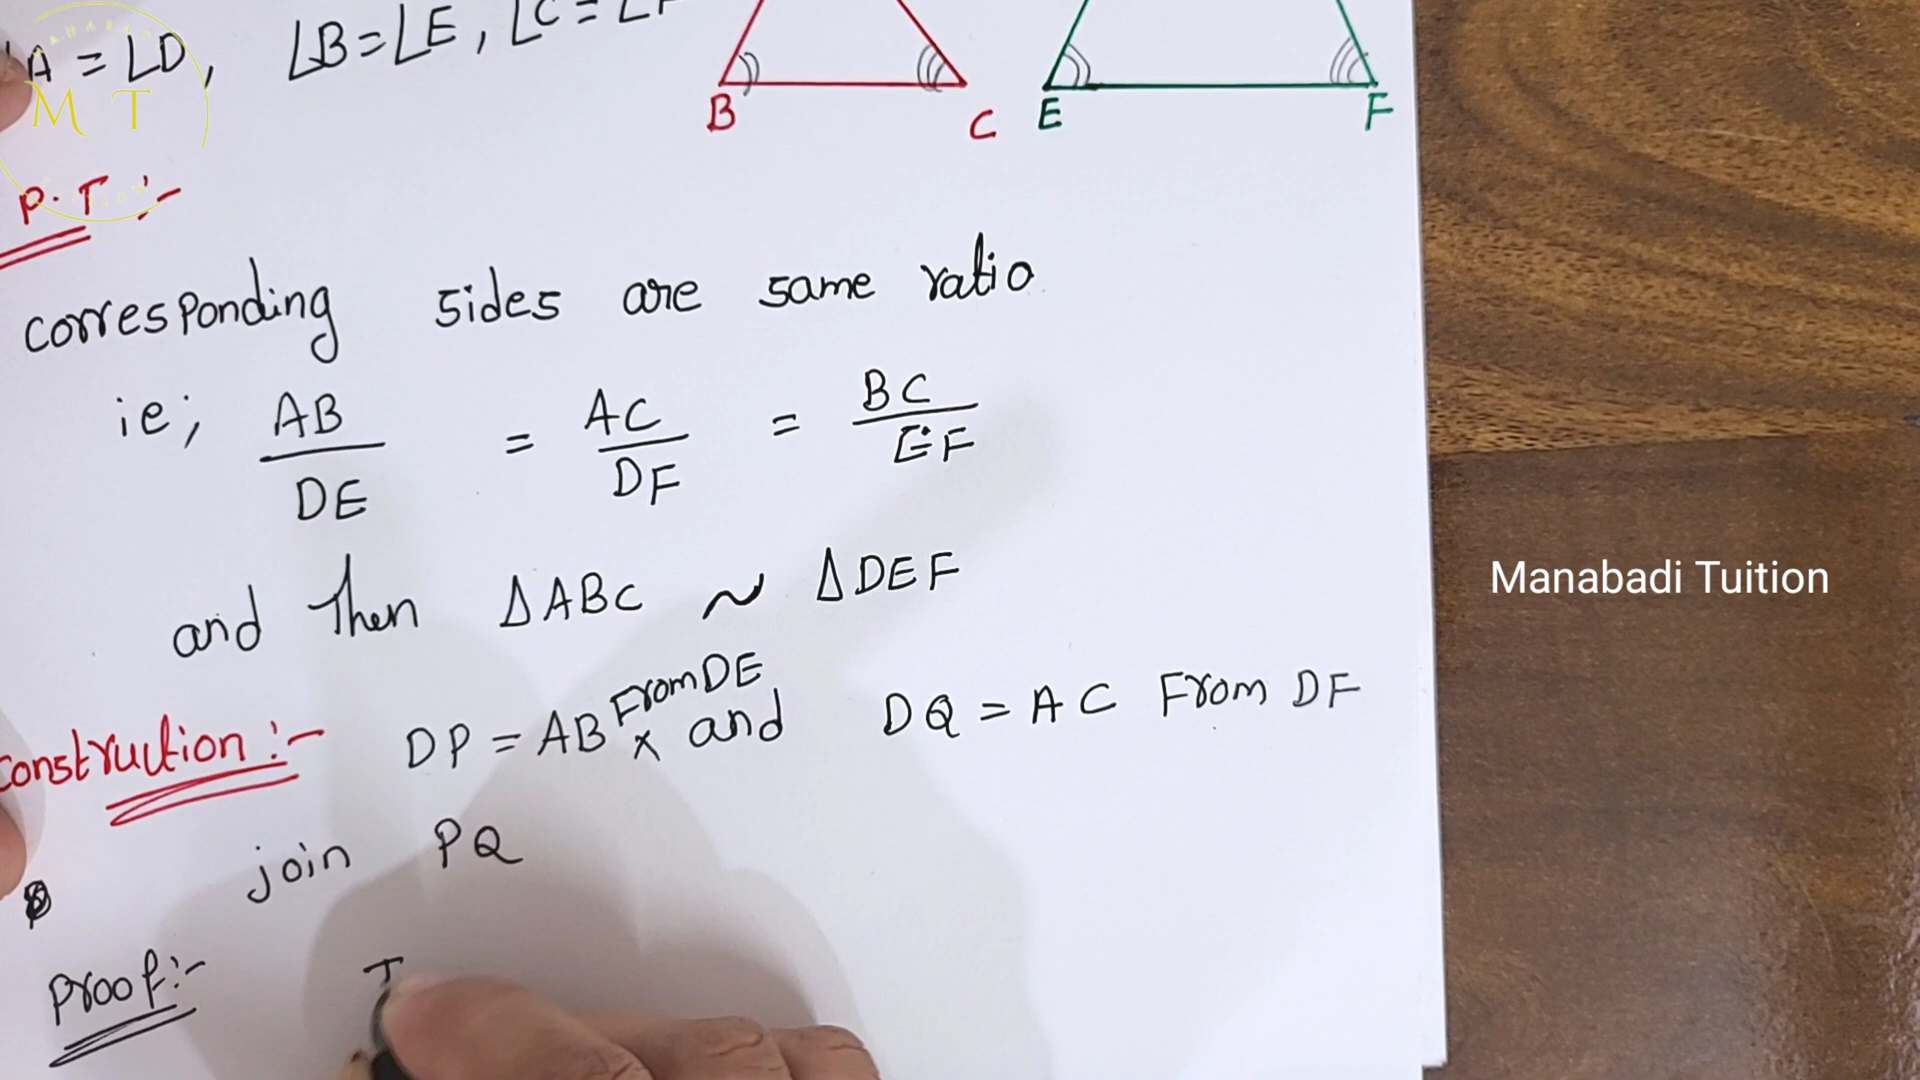 ∠A = ∠D, ∠B = ∠E, ∠C = ∠F
M T
B C E F
P.T :-
corresponding sides are same ratio
ie; AB/DE = AC/DF = BC/EF
and Then ΔABC ~ ΔDEF
Manabadi Tuition
From DE
construction :- DP = AB x and DQ = AC From DF
join PQ
Proof :-